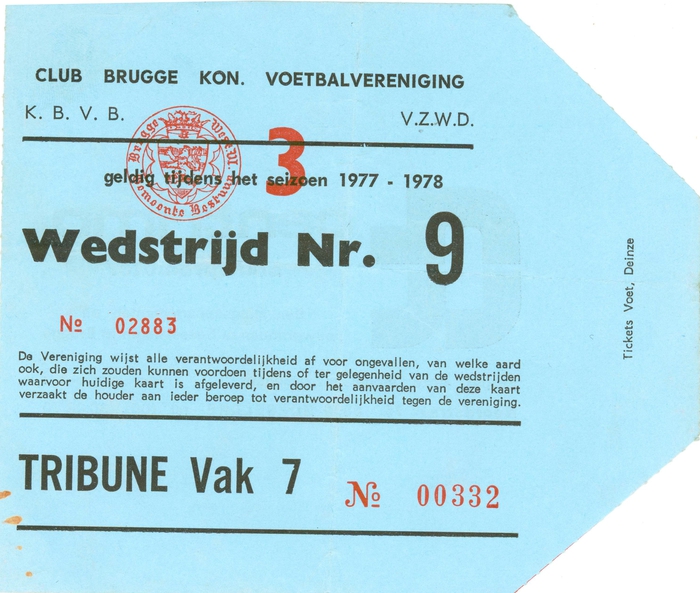 CLUB BRUGGE KON. VOETBALVERENIGING
K. B. V. B.
V.Z.W.D.
3
geldig tijdens het seizoen 1977 - 1978
Brugge
Gemeente Bestuur
Wedstrijd Nr. 9
№ 02883
De Vereniging wijst alle verantwoordelijkheid af voor ongevallen, van welke aard
ook, die zich zouden kunnen voordoen tijdens of ter gelegenheid van de wedstrijden
waarvoor huidige kaart is afgeleverd, en door het aanvaarden van deze kaart
verzaakt de houder aan ieder beroep tot verantwoordelijkheid tegen de vereniging.
TRIBUNE Vak 7
№ 00332
Tickets Voet, Deinze